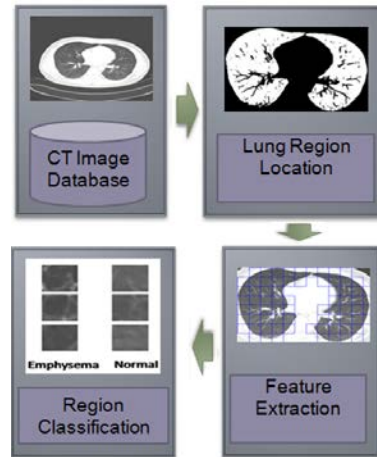 CT Image
Database
Lung Region
Location
Feature
Extraction
Emphysema Normal
Region
Classification